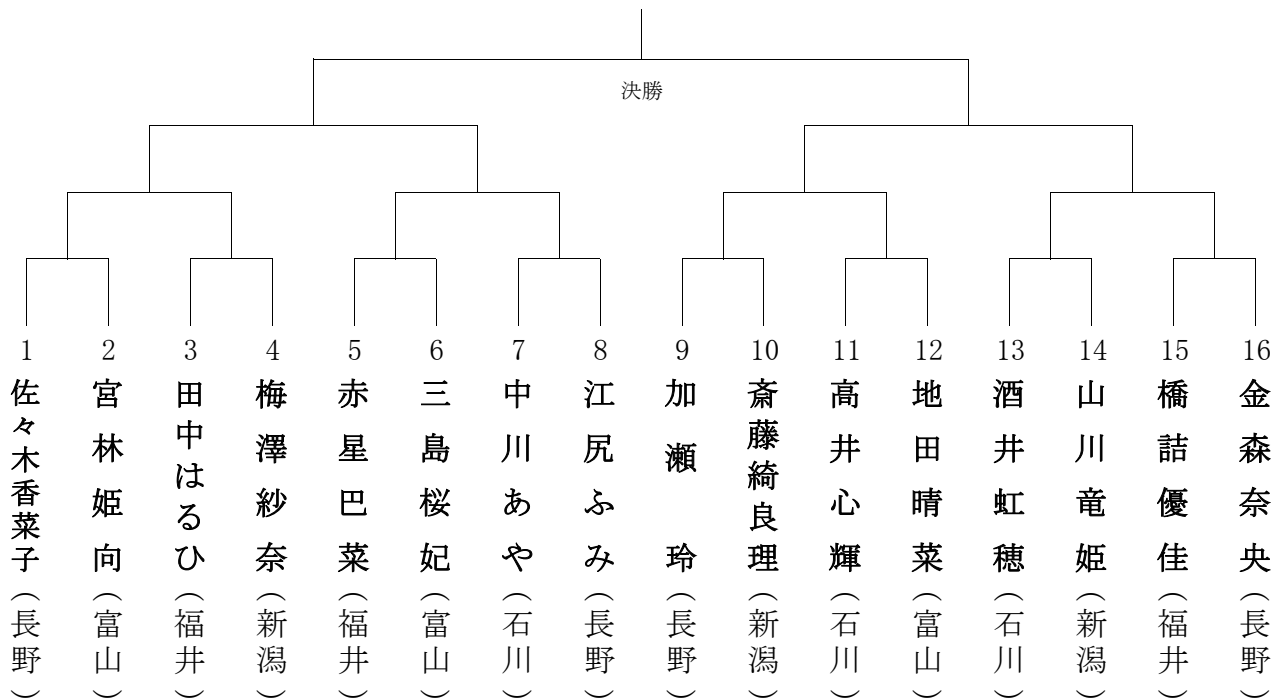 決勝
1 佐々木香菜子（長野）
2 宮林姫向（富山）
3 田中はるひ（福井）
4 梅澤紗奈（新潟）
5 赤星巴菜（福井）
6 三島桜妃（富山）
7 中川あや（石川）
8 江尻ふみ（長野）
9 加瀬玲（長野）
10 斎藤綺良理（新潟）
11 高井心輝（石川）
12 地田晴菜（富山）
13 酒井虹穂（石川）
14 山川竜姫（新潟）
15 橋詰優佳（福井）
16 金森奈央（長野）